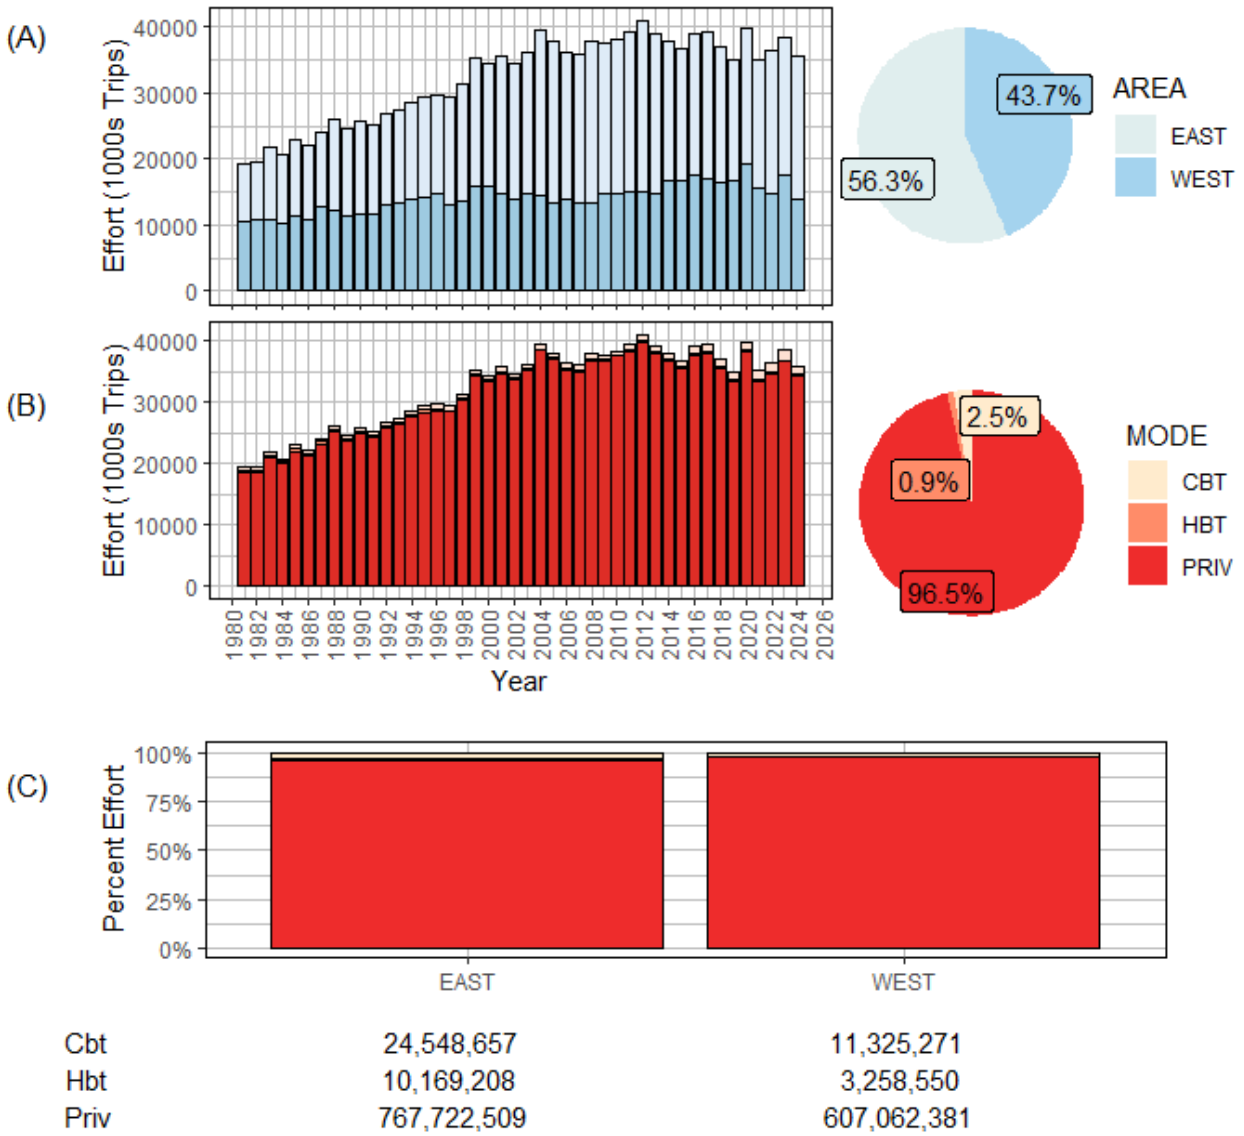 (A)
Effort (1000s Trips)
40000
30000
20000
10000
0
43.7%
56.3%
AREA
EAST
WEST
(B)
Effort (1000s Trips)
40000
30000
20000
10000
0
1980
1982
1984
1986
1988
1990
1992
1994
1996
1998
2000
2002
2004
2006
2008
2010
2012
2014
2016
2018
2020
2022
2024
2026
Year
2.5%
0.9%
96.5%
MODE
CBT
HBT
PRIV
(C)
Percent Effort
100%
75%
50%
25%
0%
EAST WEST
Cbt 24,548,657 11,325,271
Hbt 10,169,208 3,258,550
Priv 767,722,509 607,062,381